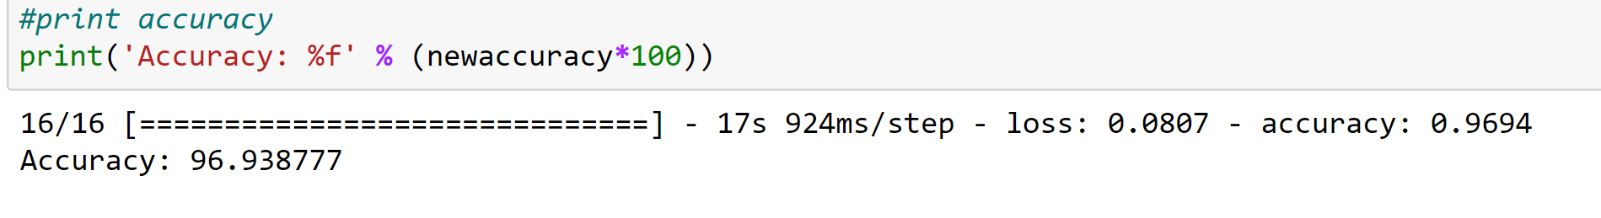 #print accuracy
print('Accuracy: %f' % (newaccuracy*100))
16/16 [==============================] - 17s 924ms/step - loss: 0.0807 - accuracy: 0.9694
Accuracy: 96.938777